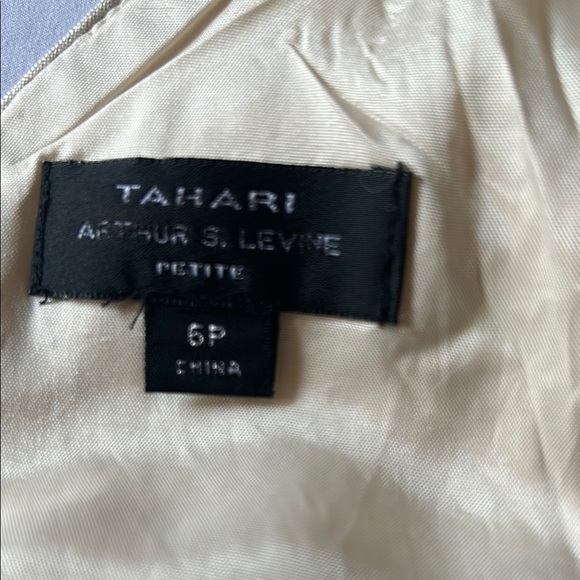 TAHARI
ARTHUR S. LEVINE
PETITE
6P
CHINA